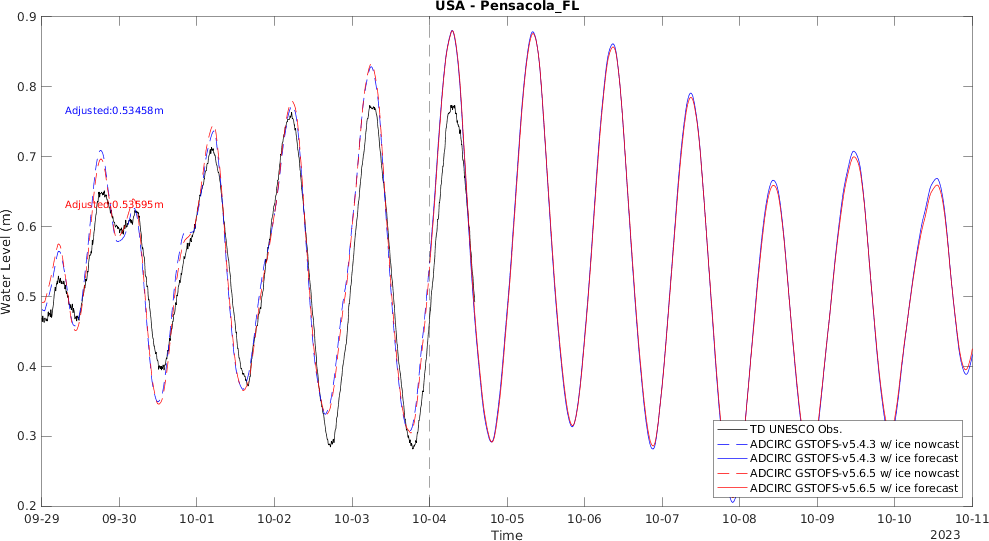 USA - Pensacola_FL
0.9
0.8
0.7
0.6
0.5
0.4
0.3
0.2
Water Level (m)
Adjusted:0.53458m
Adjusted:0.53595m
TD UNESCO Obs.
ADCIRC GSTOFS-v5.4.3 w/ ice nowcast
ADCIRC GSTOFS-v5.4.3 w/ ice forecast
ADCIRC GSTOFS-v5.6.5 w/ ice nowcast
ADCIRC GSTOFS-v5.6.5 w/ ice forecast
09-29 09-30 10-01 10-02 10-03 10-04 10-05 10-06 10-07 10-08 10-09 10-10 10-11
Time
2023